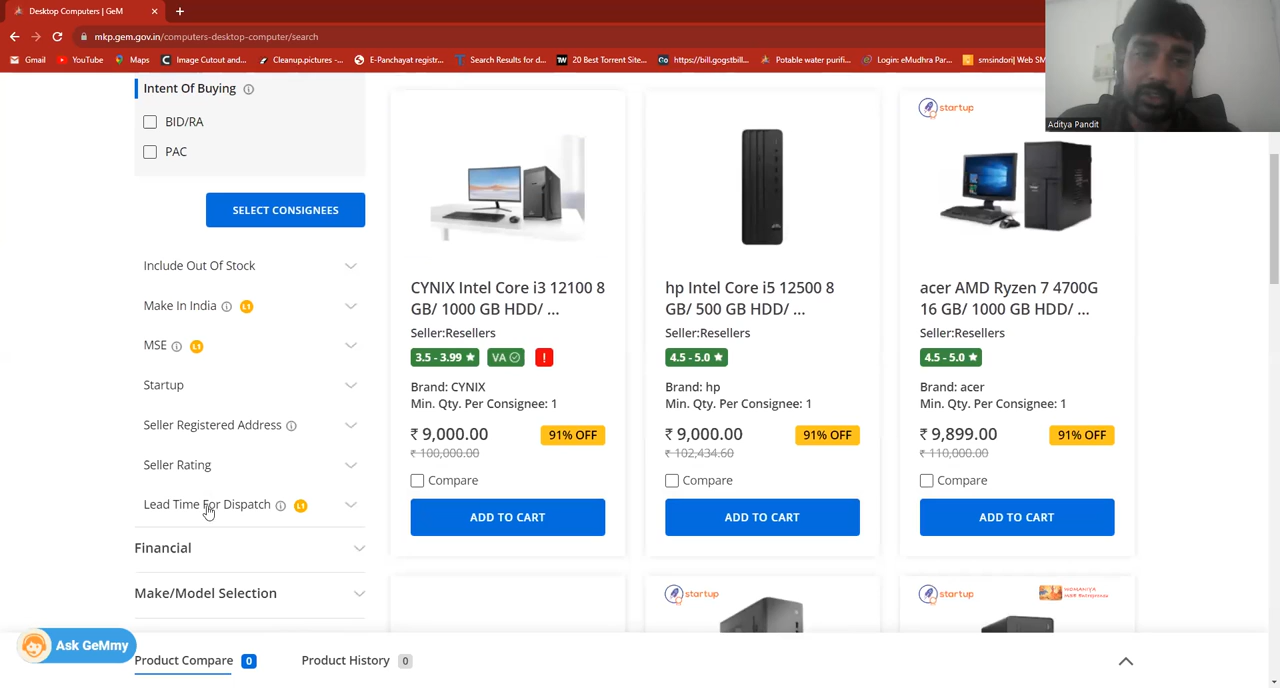 Desktop Computers | GeM
mkp.gem.gov.in/computers-desktop-computer/search
Gmail YouTube Maps Image Cutout and... Cleanup.pictures -... E-Panchayat registr... Search Results for d... 20 Best Torrent Site... https://bill.gogstbill... Potable water purifi... Login: eMudhra Par... smsindori| Web SM
Aditya Pandit
Intent Of Buying
BID/RA
PAC
SELECT CONSIGNEES
Include Out Of Stock
Make In India L1
MSE L1
Startup
Seller Registered Address
Seller Rating
Lead Time For Dispatch L1
Financial
Make/Model Selection
CYNIX Intel Core i3 12100 8
GB/ 1000 GB HDD/ ...
Seller:Resellers
3.5 - 3.99 VA !
Brand: CYNIX
Min. Qty. Per Consignee: 1
₹ 9,000.00 91% OFF
₹ 100,000.00
Compare
ADD TO CART
hp Intel Core i5 12500 8
GB/ 500 GB HDD/ ...
Seller:Resellers
4.5 - 5.0
Brand: hp
Min. Qty. Per Consignee: 1
₹ 9,000.00 91% OFF
₹ 102,434.60
Compare
ADD TO CART
startup
acer AMD Ryzen 7 4700G
16 GB/ 1000 GB HDD/ ...
Seller:Resellers
4.5 - 5.0
Brand: acer
Min. Qty. Per Consignee: 1
₹ 9,899.00 91% OFF
₹ 110,000.00
Compare
ADD TO CART
startup
startup
Ask GeMmy
Product Compare 0 Product History 0